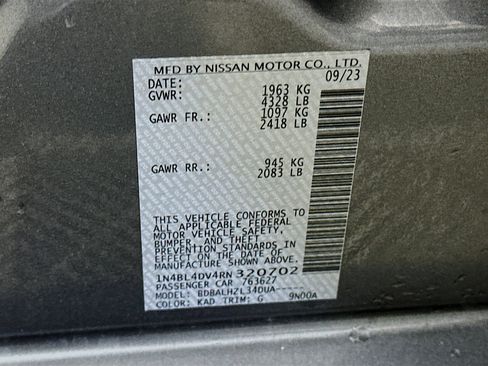 MFD BY NISSAN MOTOR CO., LTD.
DATE: 09/23
GVWR: 1963 KG
4328 LB
GAWR FR.: 1097 KG
2418 LB
GAWR RR.: 945 KG
2083 LB
THIS VEHICLE CONFORMS TO
ALL APPLICABLE FEDERAL
MOTOR VEHICLE SAFETY,
BUMPER, AND THEFT
PREVENTION STANDARDS IN
EFFECT ON THE DATE OF
MANUFACTURE SHOWN ABOVE.
1N4BL4DV4RN 320702
PASSENGER CAR 763627
MODEL: BDBALHZL34DUA-----
COLOR: KAD TRIM: G 9N00A